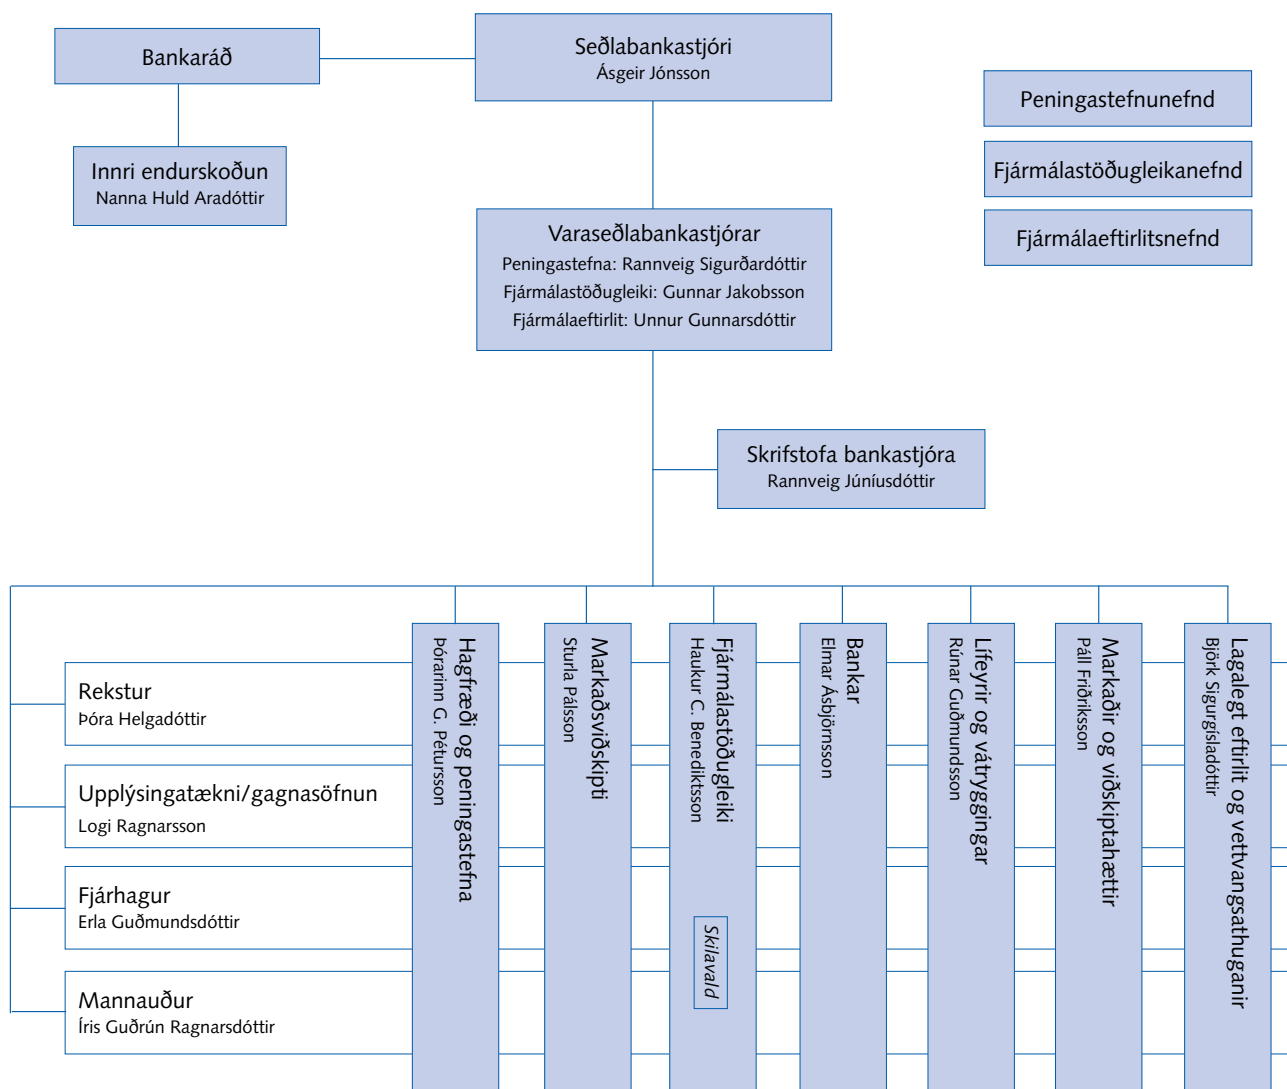 Bankaráð
Seðlabankastjóri
Ásgeir Jónsson
Innri endurskoðun
Nanna Huld Aradóttir
Peningastefnunefnd
Fjármálastöðugleikanefnd
Fjármálaeftirlitsnefnd
Varaseðlabankastjórar
Peningastefna: Rannveig Sigurðardóttir
Fjármálastöðugleiki: Gunnar Jakobsson
Fjármálaeftirlit: Unnur Gunnarsdóttir
Skrifstofa bankastjóra
Rannveig Júníusdóttir
Rekstur
Þóra Helgadóttir
Upplýsingatækni/gagnasöfnun
Logi Ragnarsson
Fjárhagur
Erla Guðmundsdóttir
Mannauður
Íris Guðrún Ragnarsdóttir
Hagfræði og peningastefna
Þórarinn G. Pétursson
Markaðsviðskipti
Sturla Pálsson
Fjármálastöðugleiki
Haukur C. Benediktsson
Skilavald
Bankar
Elmar Ásbjörnsson
Lífeyrir og vátryggingar
Rúnar Guðmundsson
Markaðir og viðskiptahættir
Páll Friðriksson
Lagalegt eftirlit og vettvangsathuganir
Björk Sigurgísladóttir